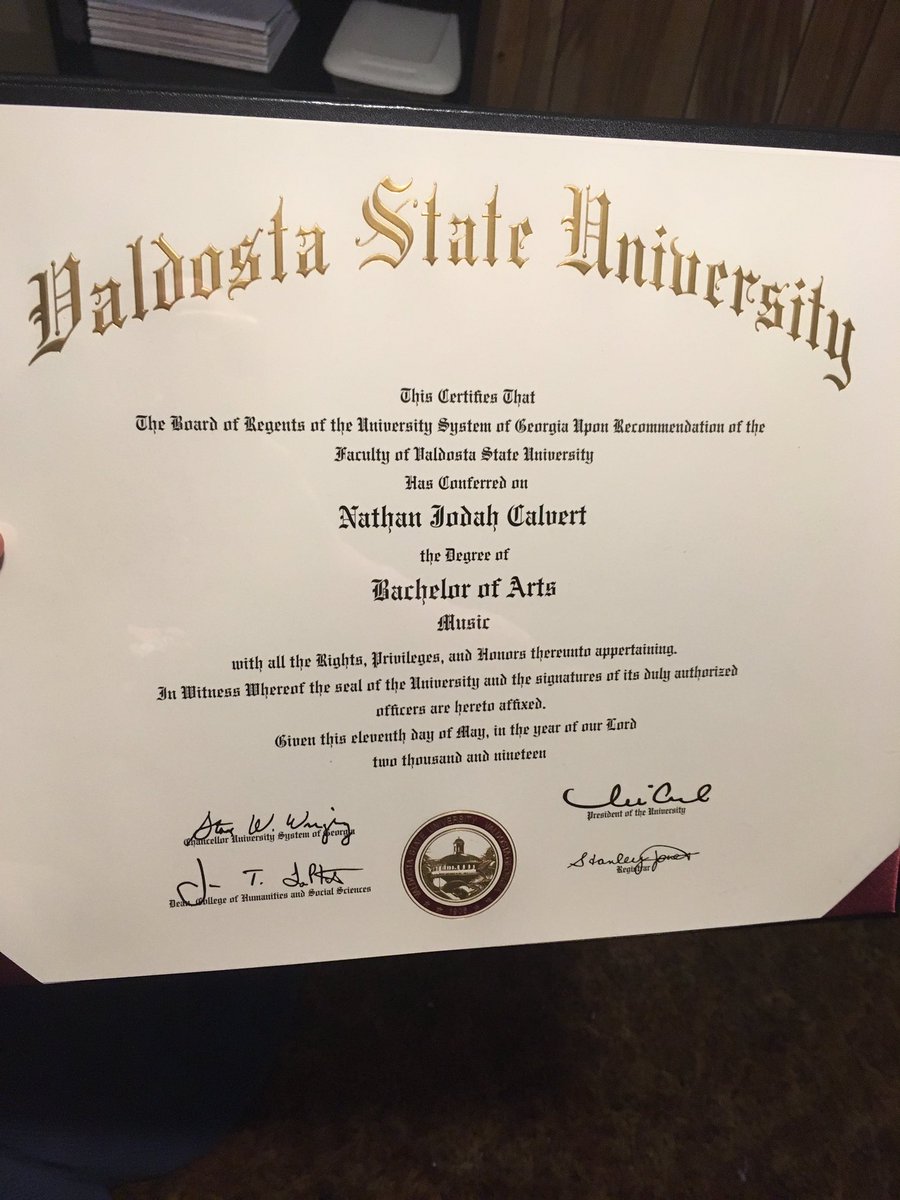 Valdosta State University
This Certifies That
The Board of Regents of the University System of Georgia Upon Recommendation of the
Faculty of Valdosta State University
Has Conferred on
Nathan Jodah Calvert
the Degree of
Bachelor of Arts
Music
with all the Rights, Privileges, and Honors thereunto appertaining.
In Witness Whereof the seal of the University and the signatures of its duly authorized
officers are hereto affixed.
Given this eleventh day of May, in the year of our Lord
two thousand and nineteen
Chancellor University System of Georgia
President of the University
Dean, College of Humanities and Social Sciences
Stanley Jones
Registrar